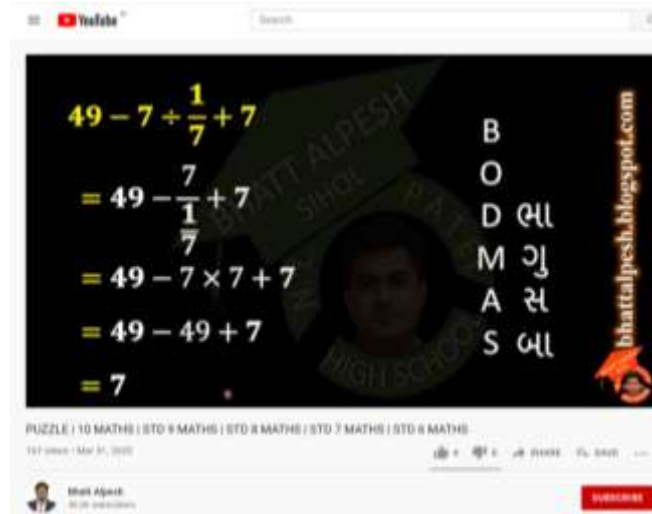 YouTube
Search
49 − 7 ÷ 1/7 + 7
= 49 − 7/(1/7) + 7
= 49 − 7 × 7 + 7
= 49 − 49 + 7
= 7
B
O
D ભા
M ગુ
A સ
S બા
bhattalpesh.blogspot.com
BHATT ALPESH
SIHOL
HIGH SCHOOL
PUZZLE | 10 MATHS | STD 9 MATHS | STD 8 MATHS | STD 7 MATHS | STD 6 MATHS
SHARE SAVE
Bhatt Alpesh
SUBSCRIBE